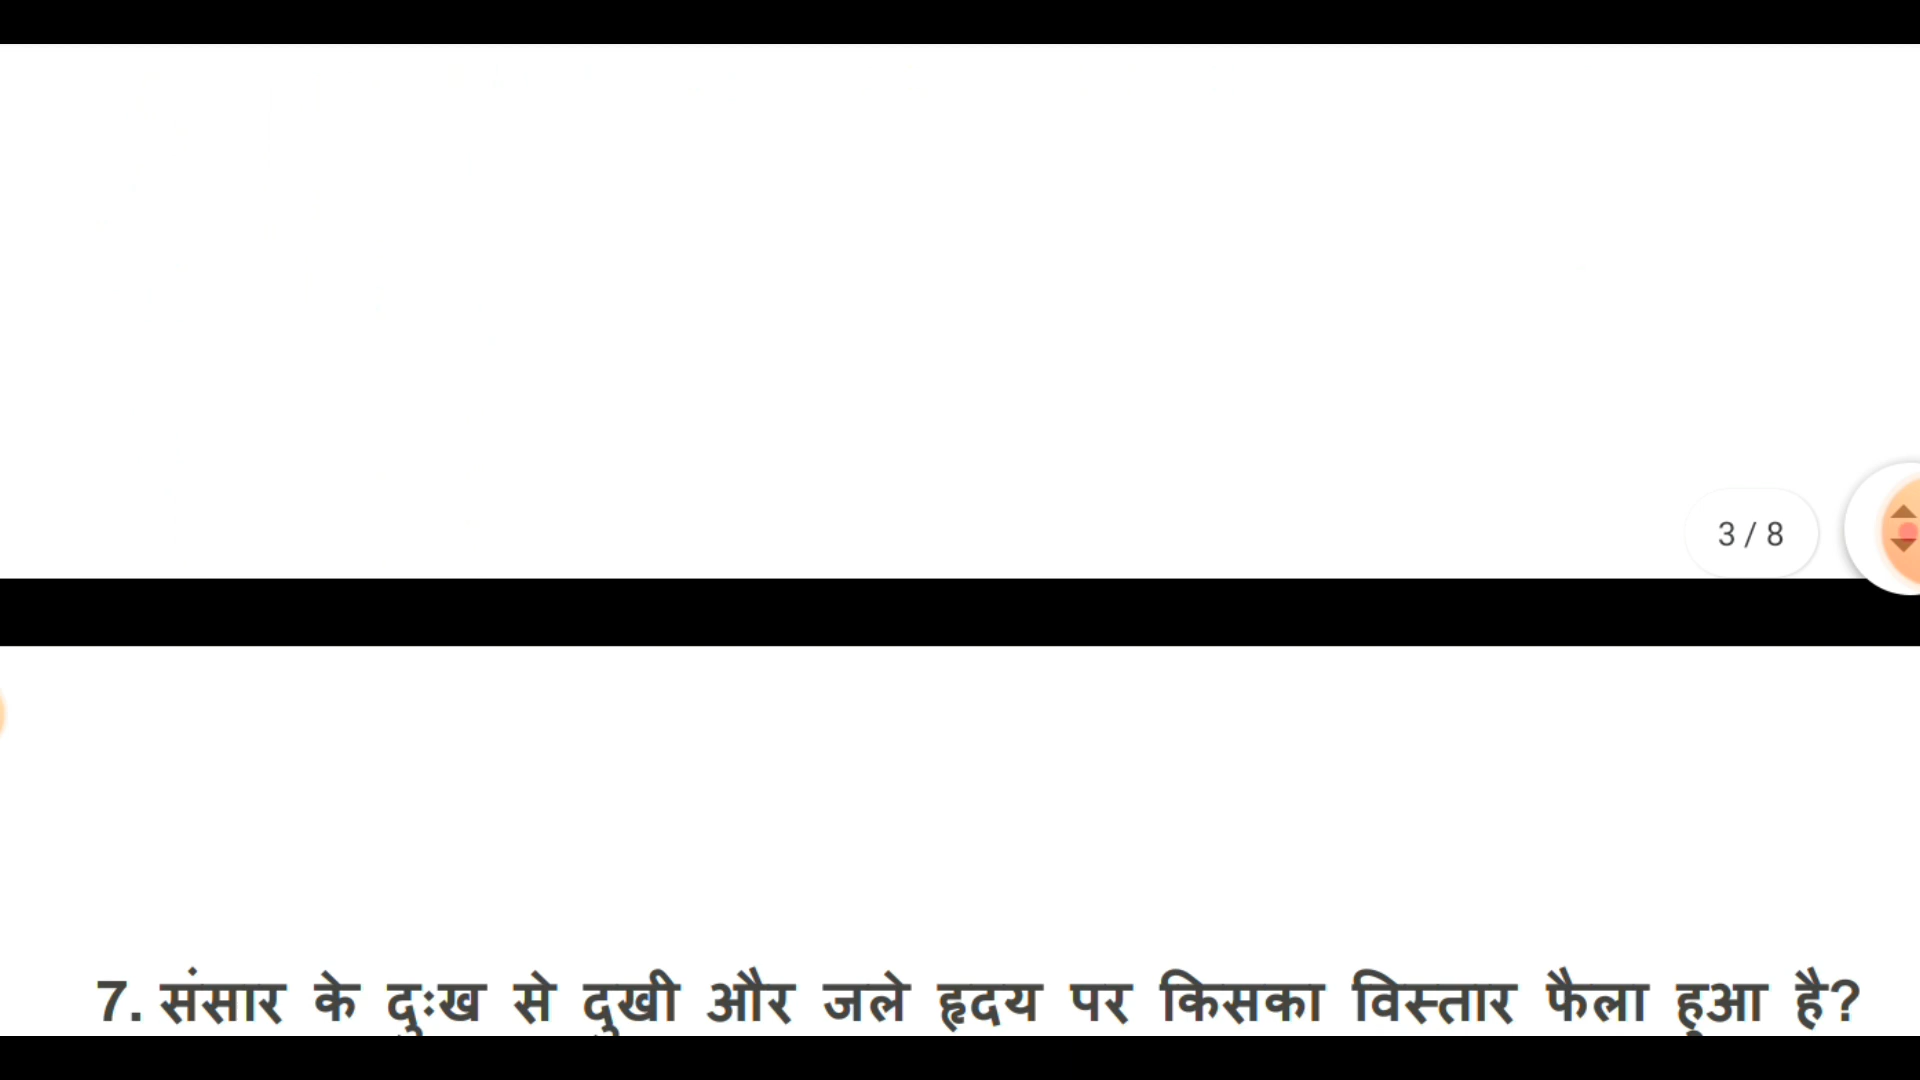 3 / 8
7. संसार के दुःख से दुखी और जले हृदय पर किसका विस्तार फैला हुआ है?